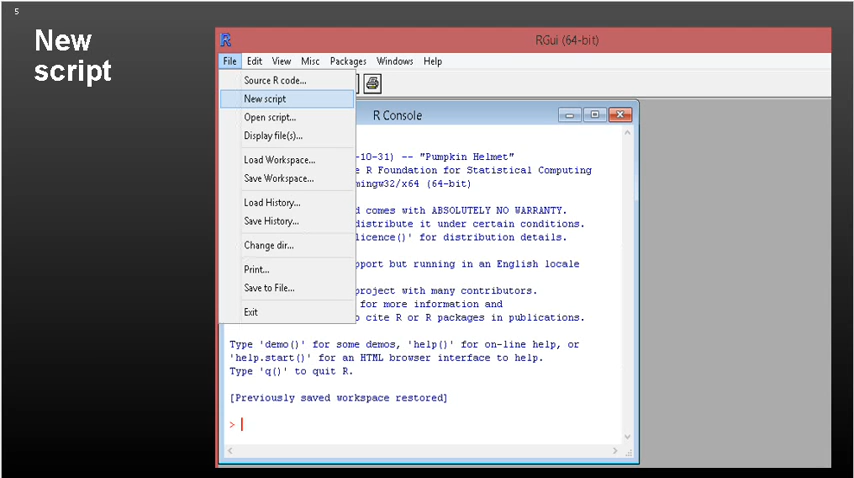 5
New
script
RGui (64-bit)
File Edit View Misc Packages Windows Help
Source R code...
New script
Open script...
Display file(s)...
Load Workspace...
Save Workspace...
Load History...
Save History...
Change dir...
Print...
Save to File...
Exit
R Console
-10-31) -- "Pumpkin Helmet"
e R Foundation for Statistical Computing
mingw32/x64 (64-bit)
d comes with ABSOLUTELY NO WARRANTY.
distribute it under certain conditions.
licence()' for distribution details.
pport but running in an English locale
project with many contributors.
for more information and
o cite R or R packages in publications.
Type 'demo()' for some demos, 'help()' for on-line help, or
'help.start()' for an HTML browser interface to help.
Type 'q()' to quit R.
[Previously saved workspace restored]
>